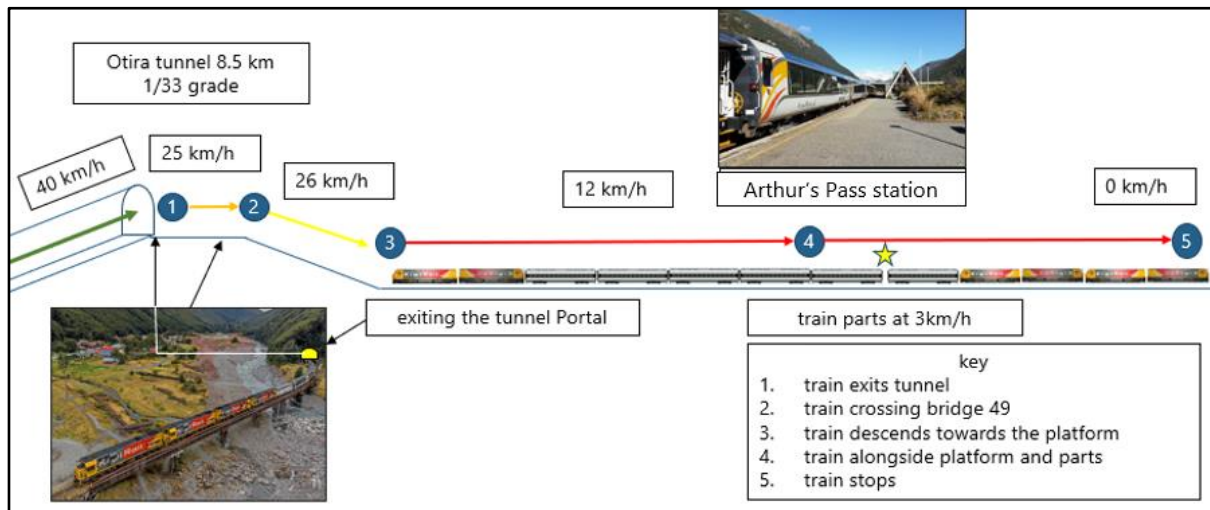 Otira tunnel 8.5 km
1/33 grade
40 km/h
25 km/h
26 km/h
12 km/h
Arthur's Pass station
0 km/h
1
2
3
4
5
exiting the tunnel Portal
train parts at 3km/h
key
1. train exits tunnel
2. train crossing bridge 49
3. train descends towards the platform
4. train alongside platform and parts
5. train stops